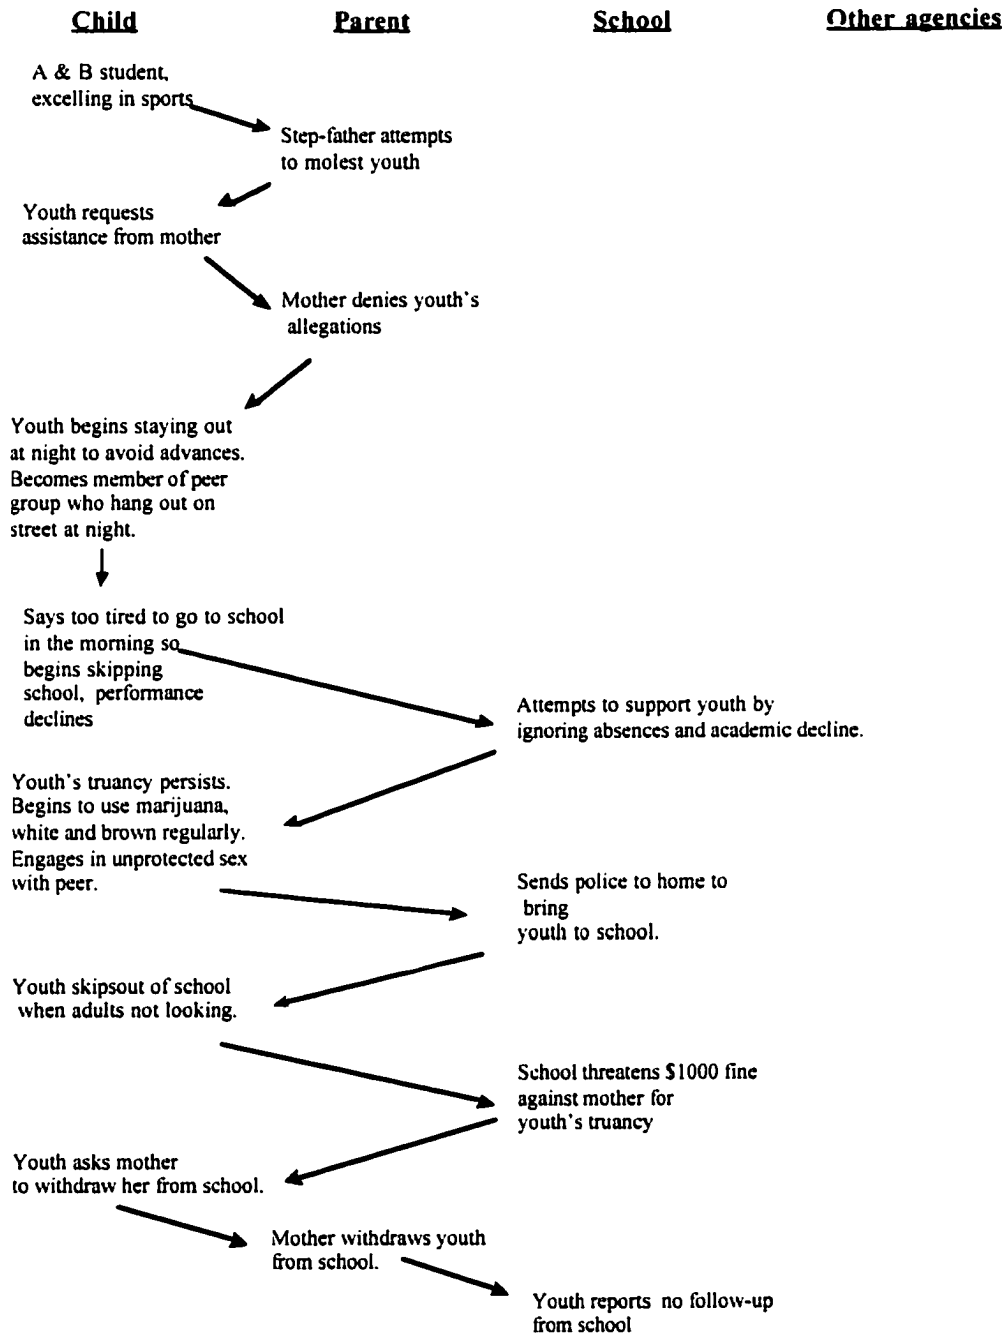 Child Parent School Other agencies
A & B student,
excelling in sports
Step-father attempts
to molest youth
Youth requests
assistance from mother
Mother denies youth's
allegations
Youth begins staying out
at night to avoid advances.
Becomes member of peer
group who hang out on
street at night.
Says too tired to go to school
in the morning so
begins skipping
school, performance
declines
Attempts to support youth by
ignoring absences and academic decline.
Youth's truancy persists.
Begins to use marijuana,
white and brown regularly.
Engages in unprotected sex
with peer.
Sends police to home to
bring
youth to school.
Youth skipsout of school
when adults not looking.
School threatens $1000 fine
against mother for
youth's truancy
Youth asks mother
to withdraw her from school.
Mother withdraws youth
from school.
Youth reports no follow-up
from school